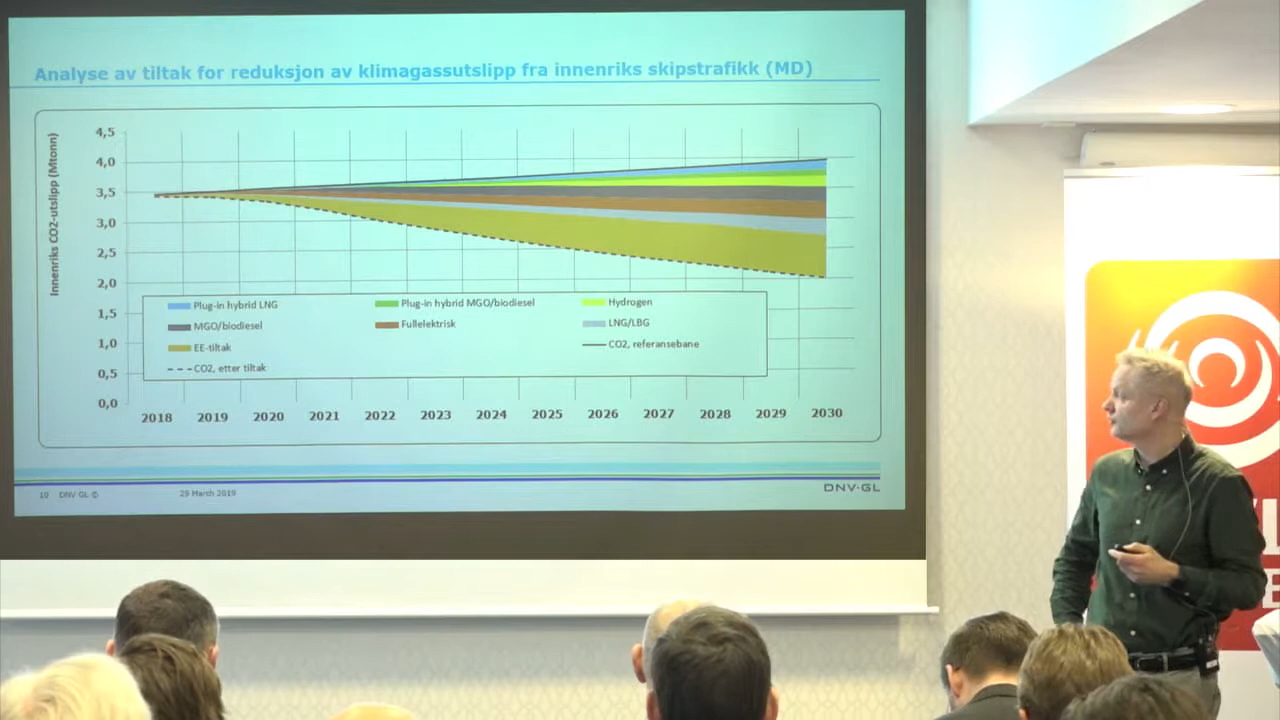 Analyse av tiltak for reduksjon av klimagassutslipp fra innenriks skipstrafikk (MD)
Innenriks CO2-utslipp (Mtonn)
4,5
4,0
3,5
3,0
2,5
2,0
1,5
1,0
0,5
0,0
Plug-in hybrid LNG Plug-in hybrid MGO/biodiesel Hydrogen
MGO/biodiesel Fullelektrisk LNG/LBG
EE-tiltak CO2, referansebane
CO2, etter tiltak
2018 2019 2020 2021 2022 2023 2024 2025 2026 2027 2028 2029 2030
10 DNV GL © 29 March 2019 DNV·GL